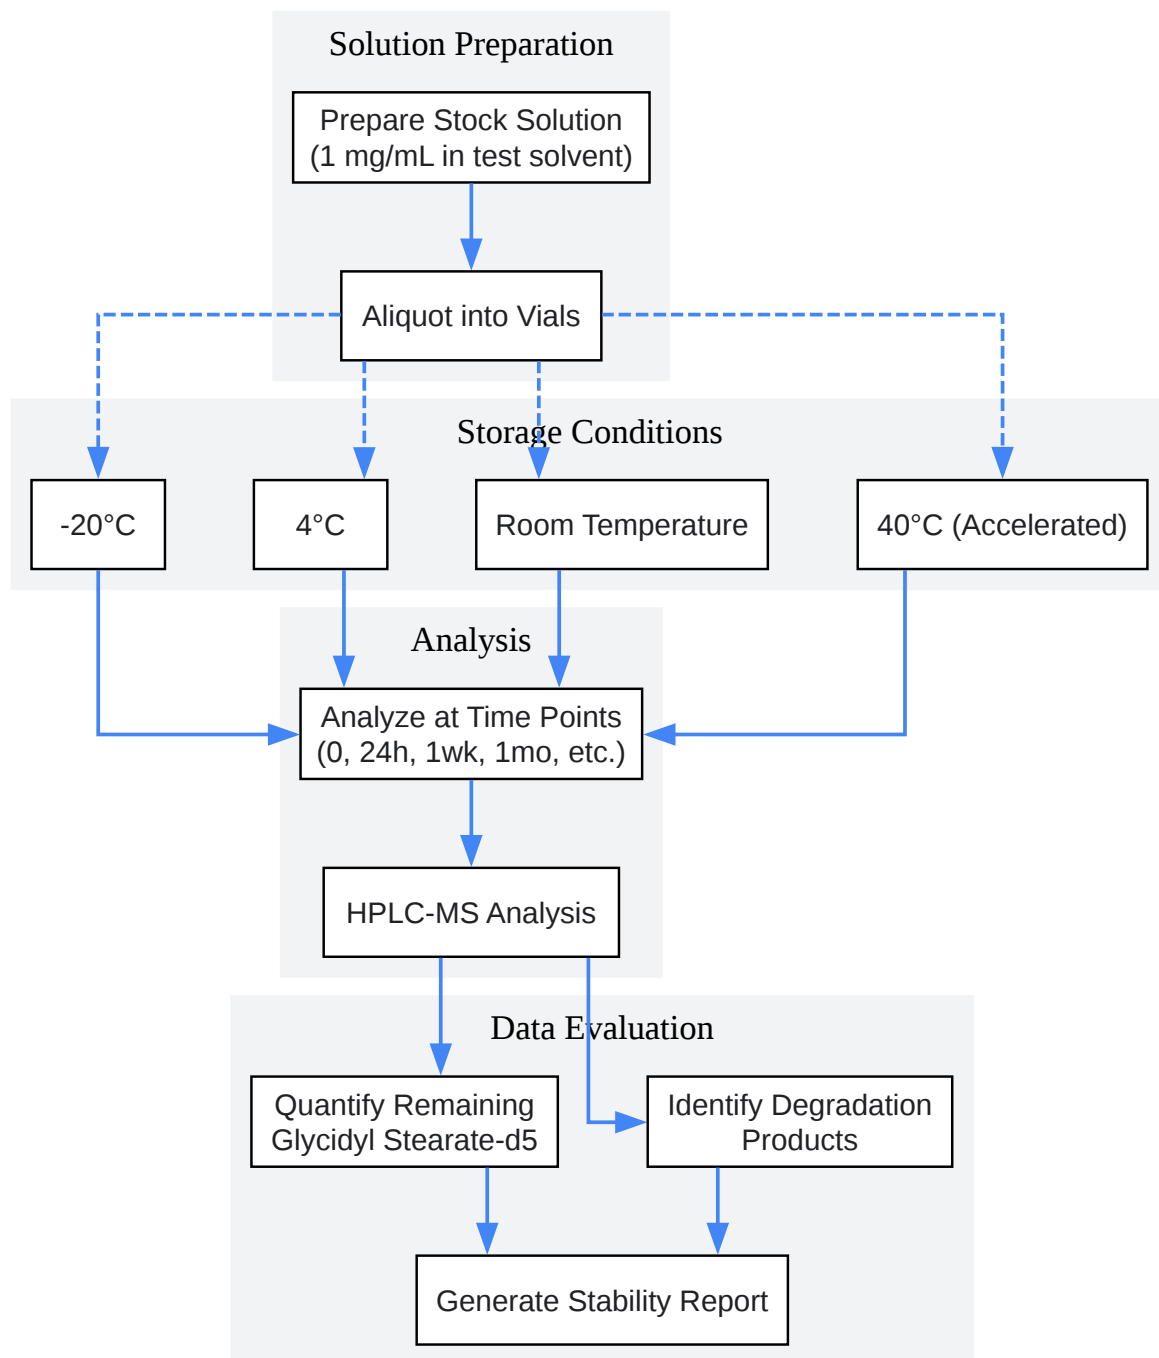 Solution Preparation
Prepare Stock Solution
(1 mg/mL in test solvent)
Aliquot into Vials
Storage Conditions
-20°C
4°C
Room Temperature
40°C (Accelerated)
Analysis
Analyze at Time Points
(0, 24h, 1wk, 1mo, etc.)
HPLC-MS Analysis
Data Evaluation
Quantify Remaining
Glycidyl Stearate-d5
Identify Degradation
Products
Generate Stability Report